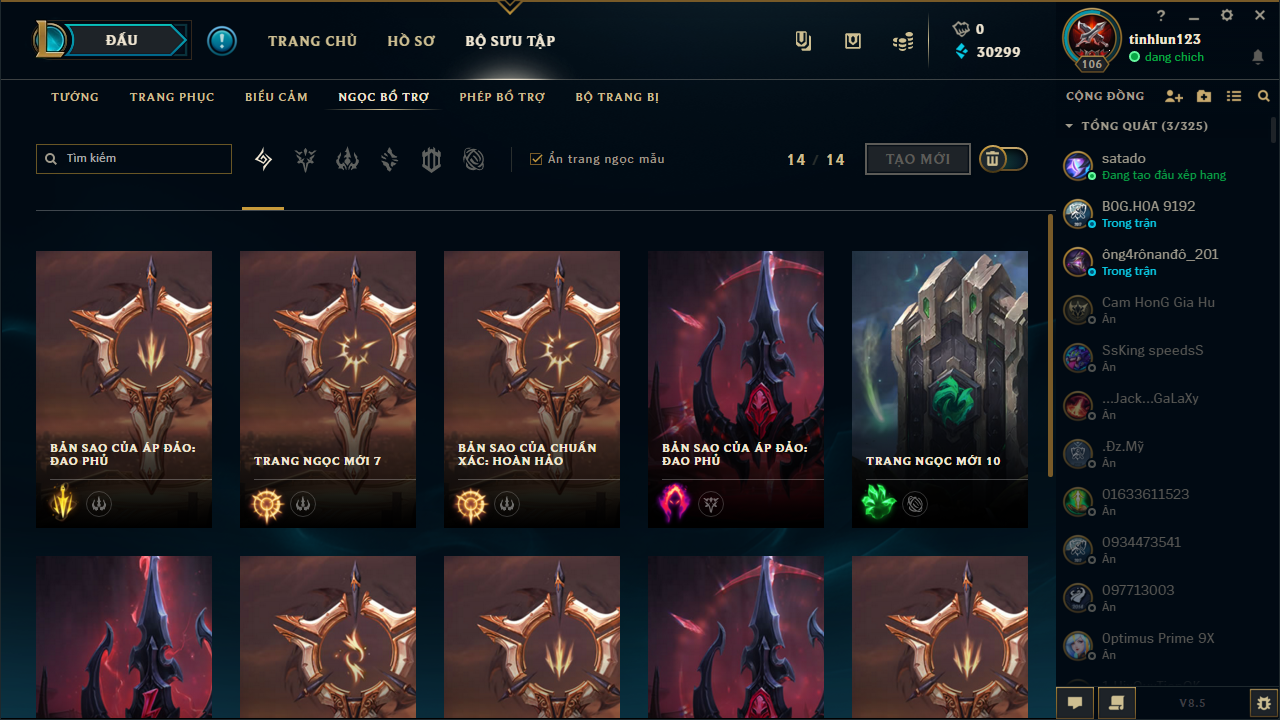 ĐẤU
TRANG CHỦ
HỒ SƠ
BỘ SƯU TẬP
0
30299
106
tinhlun123
dang chich
TƯỚNG
TRANG PHỤC
BIỂU CẢM
NGỌC BỔ TRỢ
PHÉP BỔ TRỢ
BỘ TRANG BỊ
Tìm kiếm
Ẩn trang ngọc mẫu
14 / 14
TẠO MỚI
BẢN SAO CỦA ÁP ĐẢO:
ĐAO PHỦ
TRANG NGỌC MỚI 7
BẢN SAO CỦA CHUẨN
XÁC: HOÀN HẢO
BẢN SAO CỦA ÁP ĐẢO:
ĐAO PHỦ
TRANG NGỌC MỚI 10
CỘNG ĐỒNG
TỔNG QUÁT (3/325)
satado
Đang tạo đấu xếp hạng
B0G.H0A 9192
Trong trận
ông4rônanđô_201
Trong trận
Cam HonG Gia Hu
Ẩn
SsKing speedsS
Ẩn
...Jack...GaLaXy
Ẩn
.Đz.Mỹ
Ẩn
01633611523
Ẩn
0934473541
Ẩn
097713003
Ẩn
0ptimus Prime 9X
Ẩn
V8.5